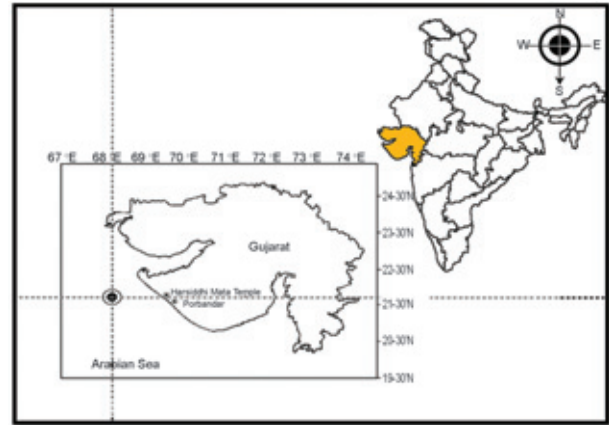 N
W E
S
67 °E 68 °E 69 °E 70 °E 71 °E 72 °E 73 °E 74 °E
24-30N
23-30N
Gujarat
22-30N
Harsiddhi Mata Temple
21-30N
Porbandar
20-30N
Arabian Sea
19-30N